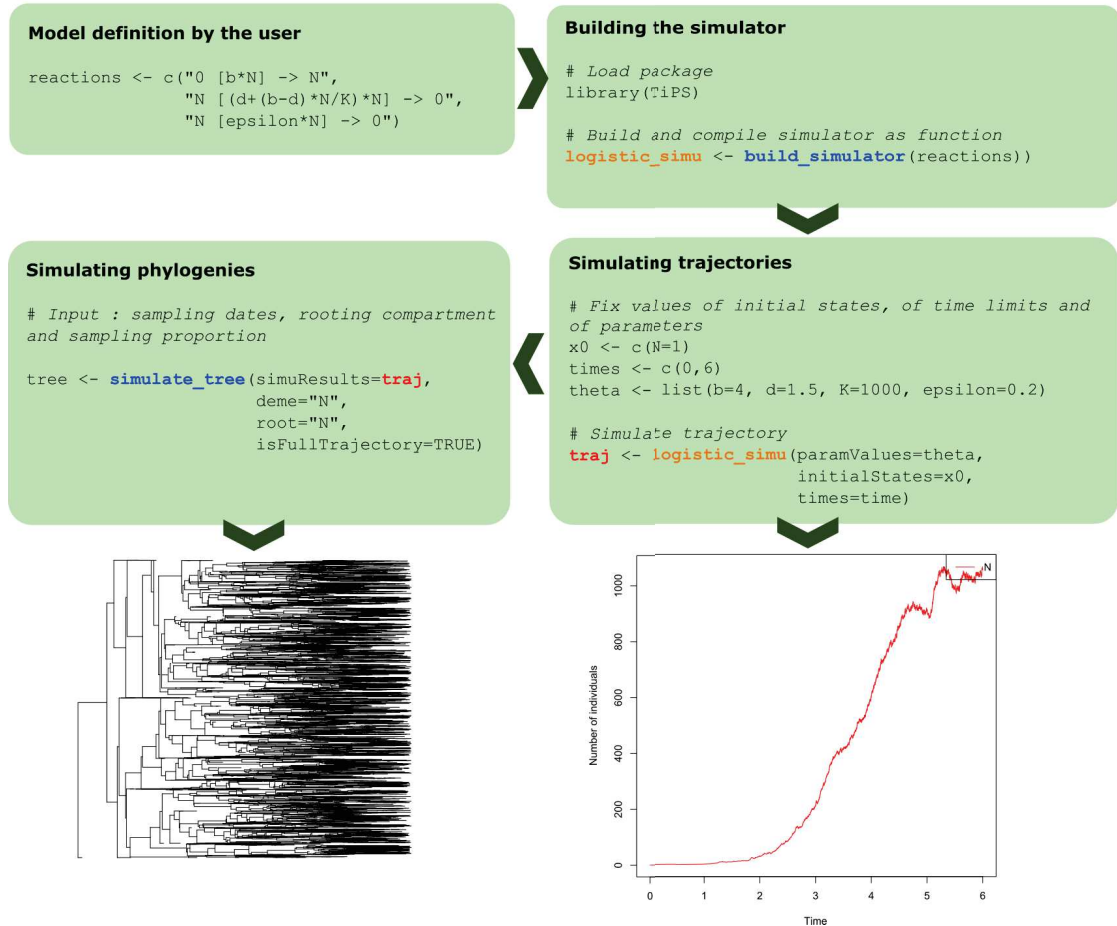 Model definition by the user
reactions <- c("0 [b*N] -> N",
"N [(d+(b-d)*N/K)*N] -> 0",
"N [epsilon*N] -> 0")
Building the simulator
# Load package
library(TiPS)
# Build and compile simulator as function
logistic_simu <- build_simulator(reactions))
Simulating trajectories
# Fix values of initial states, of time limits and
of parameters
x0 <- c(N=1)
times <- c(0,6)
theta <- list(b=4, d=1.5, K=1000, epsilon=0.2)
# Simulate trajectory
traj <- logistic_simu(paramValues=theta,
initialStates=x0,
times=time)
Simulating phylogenies
# Input : sampling dates, rooting compartment
and sampling proportion
tree <- simulate_tree(simuResults=traj,
deme="N",
root="N",
isFullTrajectory=TRUE)
N
Number of individuals
1000
800
600
400
200
0
0 1 2 3 4 5 6
Time